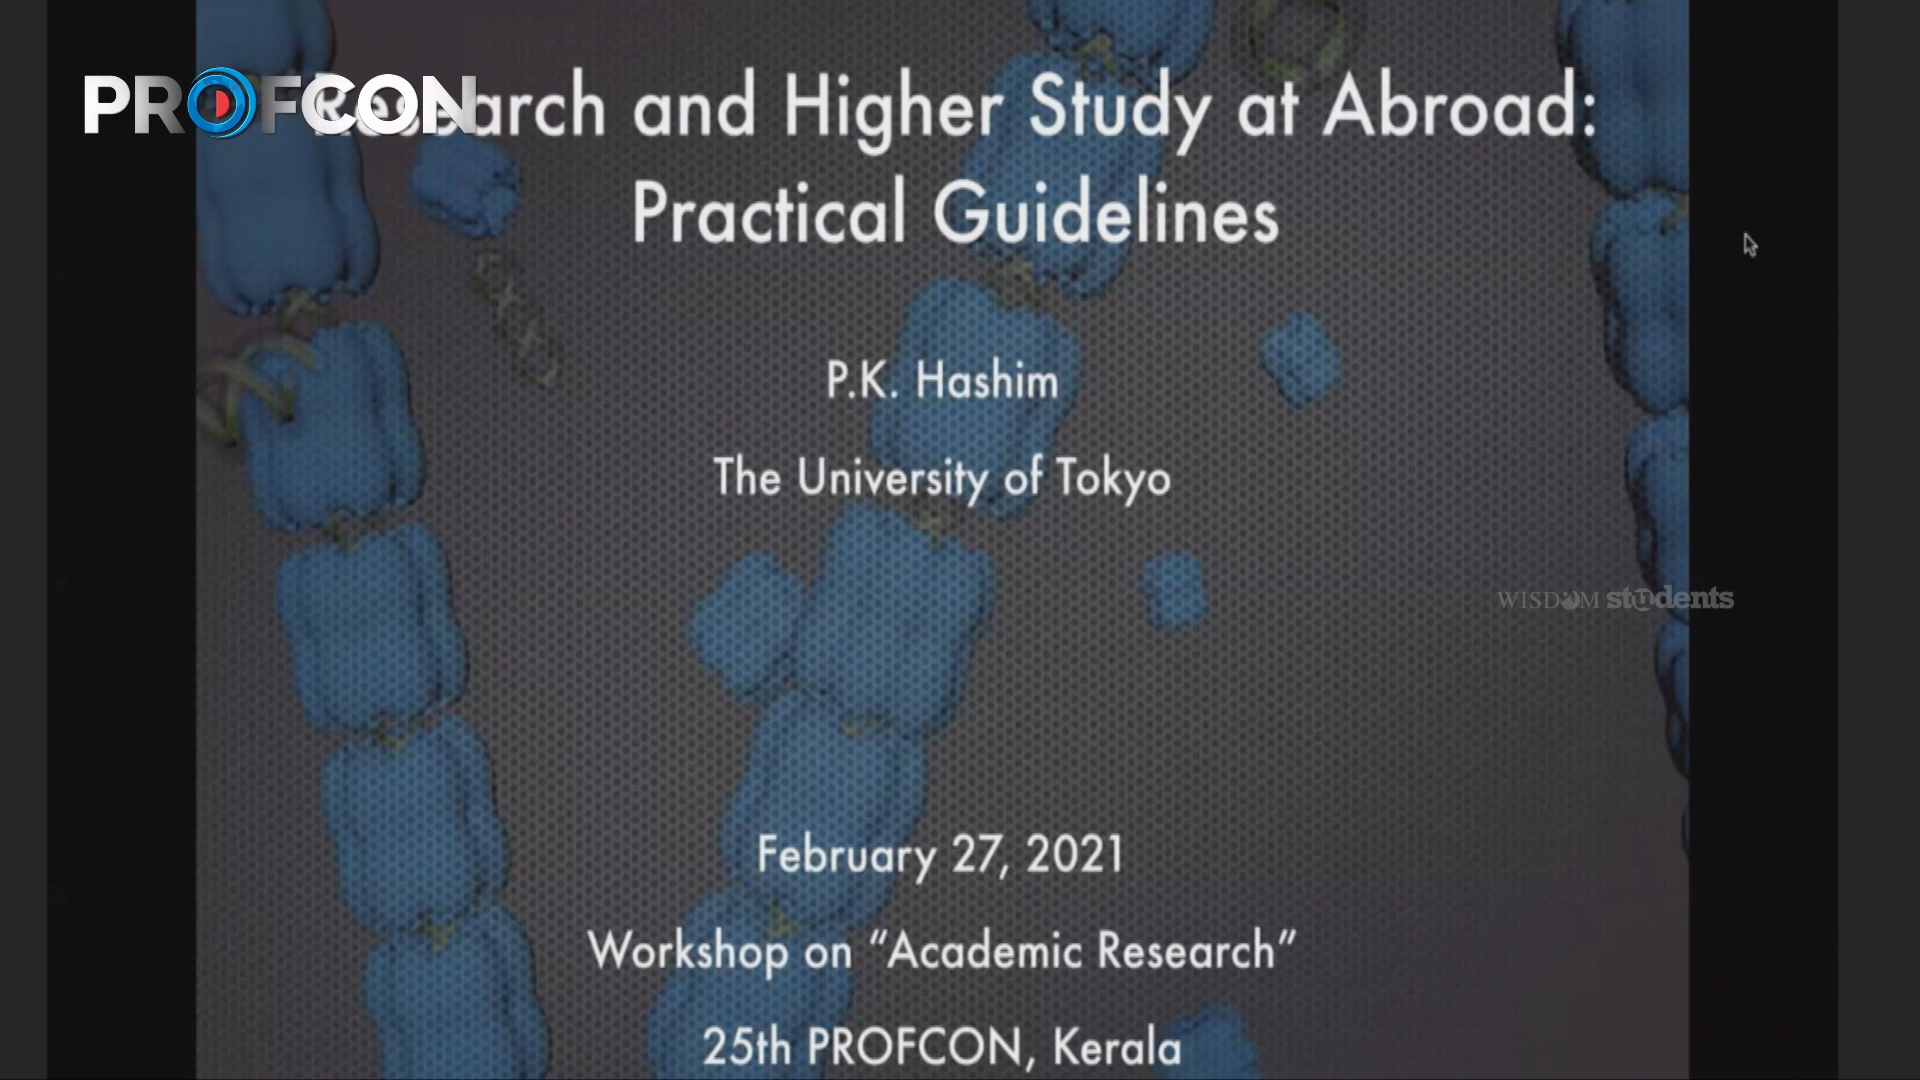 PROFCON
Research and Higher Study at Abroad:
Practical Guidelines
P.K. Hashim
The University of Tokyo
WISDOM students
February 27, 2021
Workshop on “Academic Research”
25th PROFCON, Kerala